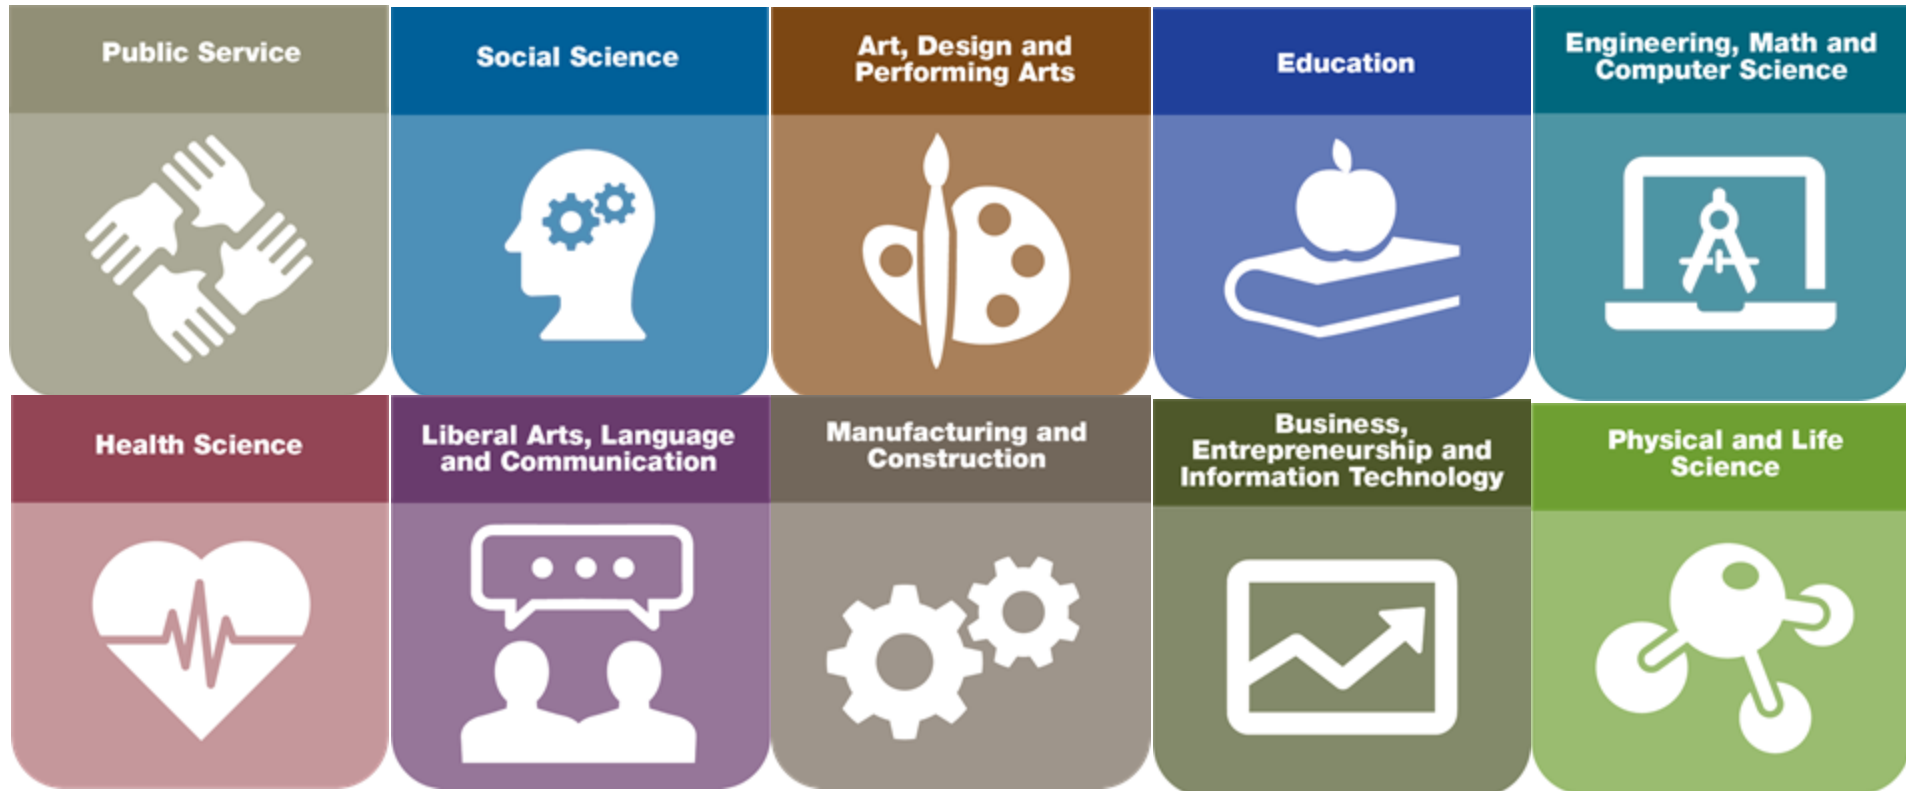 Public Service
Social Science
Art, Design and
Performing Arts
Education
Engineering, Math and
Computer Science
Health Science
Liberal Arts, Language
and Communication
Manufacturing and
Construction
Business,
Entrepreneurship and
Information Technology
Physical and Life
Science